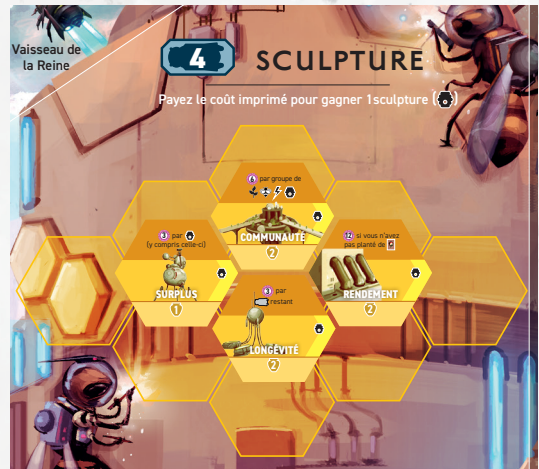 Vaisseau de
la Reine
4 SCULPTURE
Payez le coût imprimé pour gagner 1sculpture ( )
6 par groupe de
COMMUNAUTÉ
2
3 par
(y compris celle-ci)
SURPLUS
1
12 si vous n'avez
pas planté de
RENDEMENT
2
3 par
restant
LONGÉVITÉ
2